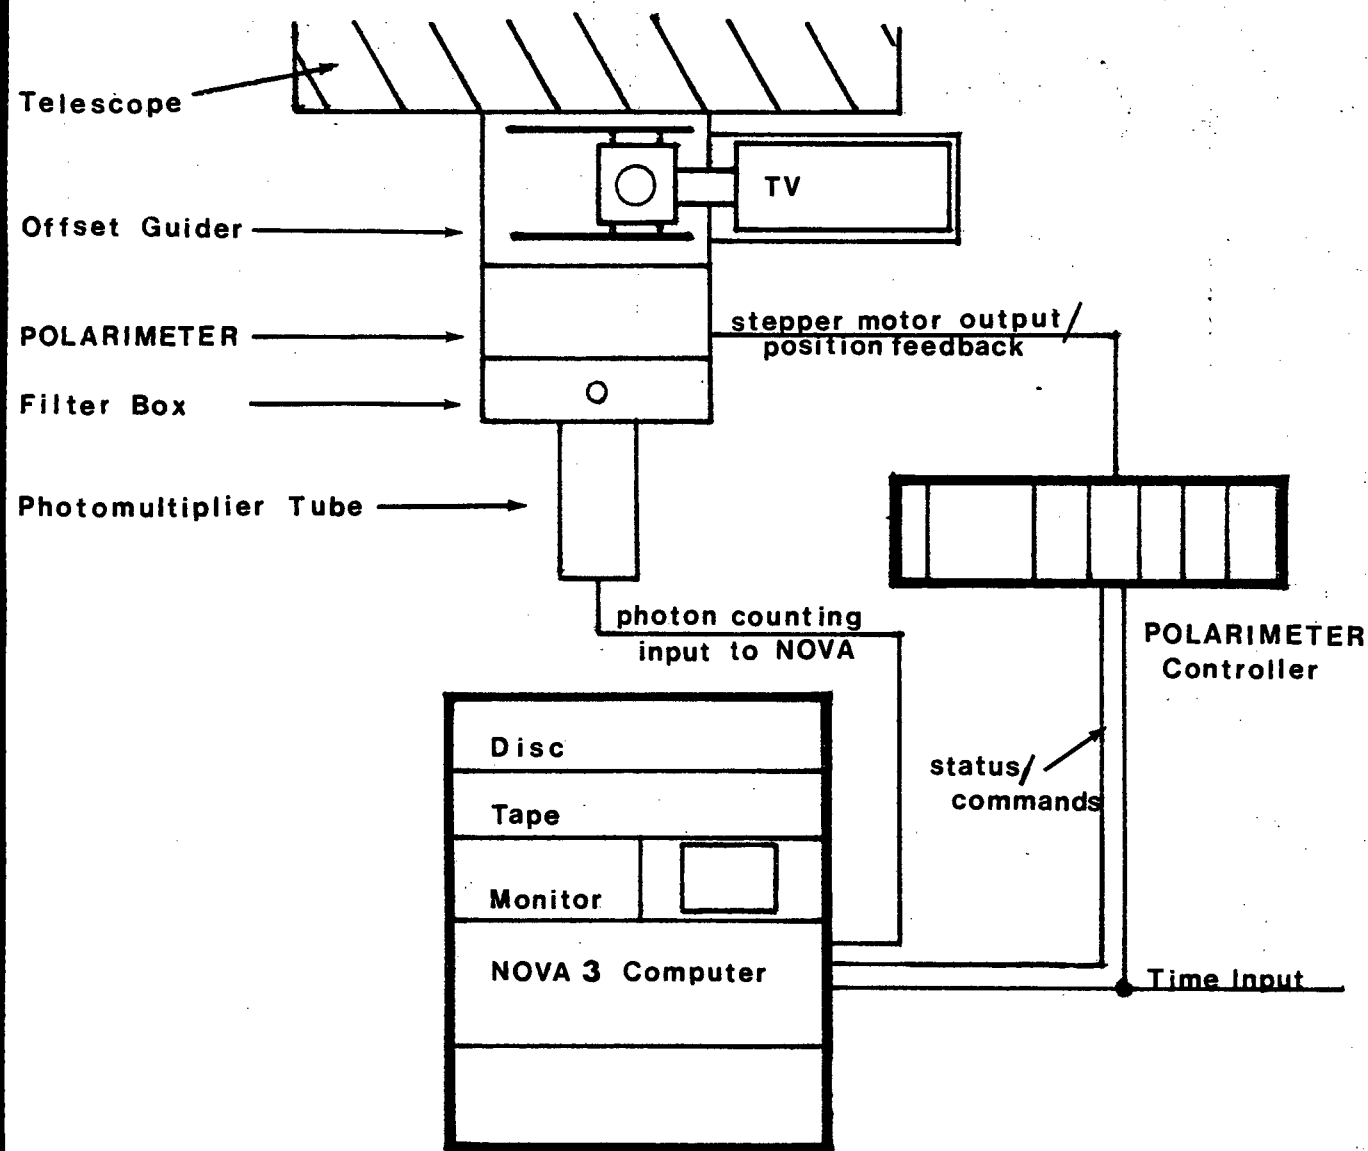 Telescope
TV
Offset Guider
POLARIMETER
stepper motor output/
position feedback
Filter Box
Photomultiplier Tube
photon counting
input to NOVA
POLARIMETER
Controller
Disc
status/
commands
Tape
Monitor
NOVA 3 Computer
Time Input